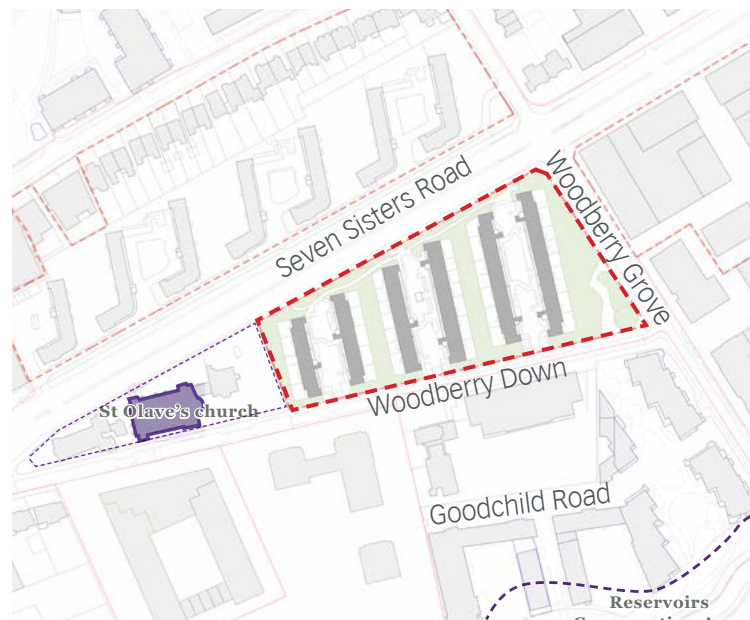 Seven Sisters Road
Woodberry Grove
St Olave's church
Woodberry Down
Goodchild Road
Reservoirs